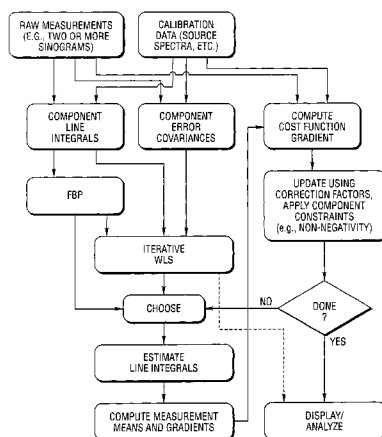 RAW MEASUREMENTS
(E.G., TWO OR MORE
SINOGRAMS)
CALIBRATION
DATA (SOURCE
SPECTRA, ETC.)
COMPONENT
LINE
INTEGRALS
COMPONENT
ERROR
COVARIANCES
COMPUTE
COST FUNCTION
GRADIENT
FBP
UPDATE USING
CORRECTION FACTORS,
APPLY COMPONENT
CONSTRAINTS
(e.g., NON-NEGATIVITY)
ITERATIVE
WLS
CHOOSE
NO
DONE
?
YES
ESTIMATE
LINE INTEGRALS
COMPUTE MEASUREMENT
MEANS AND GRADIENTS
DISPLAY/
ANALYZE